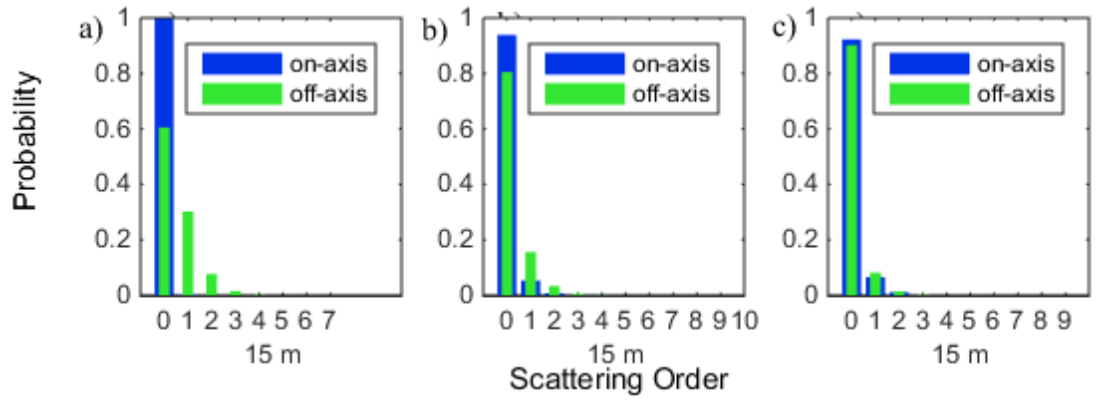 a)
1
0.8
0.6
0.4
0.2
0
on-axis
off-axis
0 1 2 3 4 5 6 7
15 m
b)
1
0.8
0.6
0.4
0.2
0
on-axis
off-axis
0 1 2 3 4 5 6 7 8 9 10
15 m
c)
1
0.8
0.6
0.4
0.2
0
on-axis
off-axis
0 1 2 3 4 5 6 7 8 9
15 m
Probability
Scattering Order